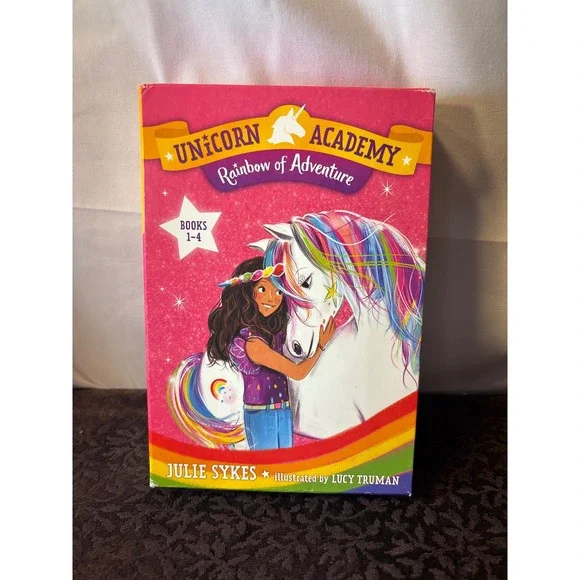 UNiCORN ACADEMY
Rainbow of Adventure
BOOKS
1–4
JULIE SYKES ★ illustrated by LUCY TRUMAN